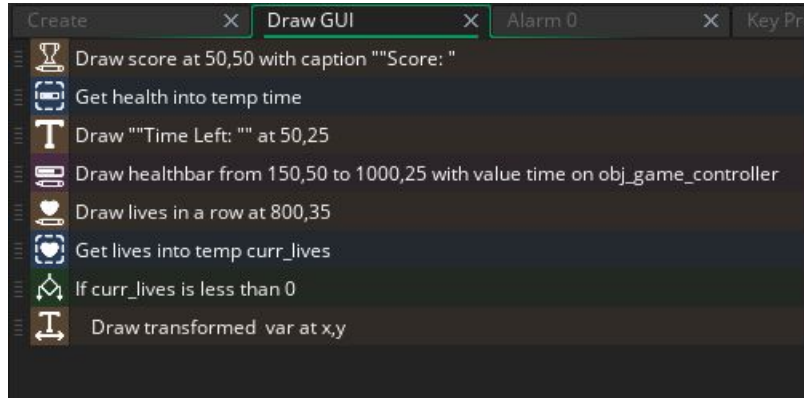 Create
Draw GUI
Alarm 0
Key Pr
Draw score at 50,50 with caption ""Score: "
Get health into temp time
Draw ""Time Left: "" at 50,25
Draw healthbar from 150,50 to 1000,25 with value time on obj_game_controller
Draw lives in a row at 800,35
Get lives into temp curr_lives
If curr_lives is less than 0
Draw transformed var at x,y